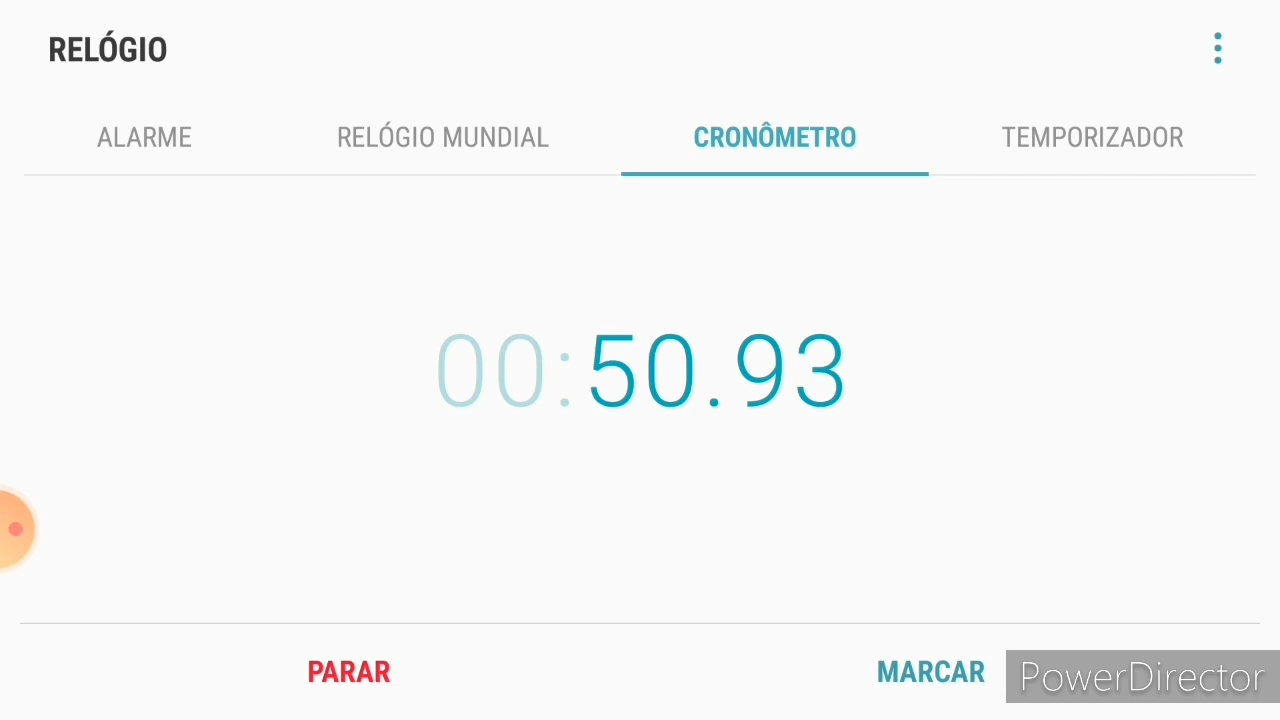 RELÓGIO
ALARME RELÓGIO MUNDIAL CRONÔMETRO TEMPORIZADOR
00:50.93
PARAR MARCAR PowerDirector